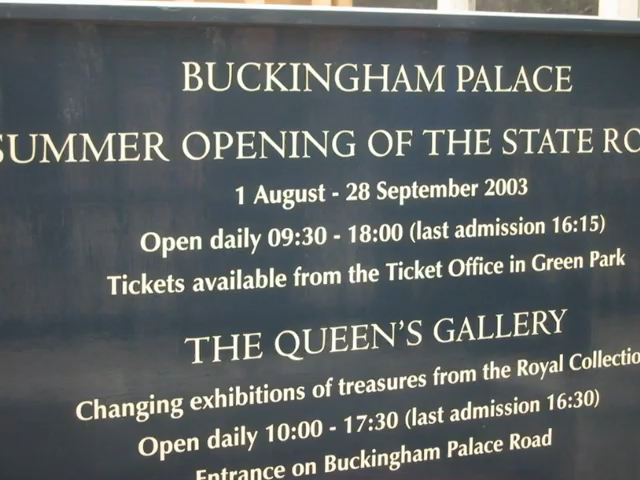 BUCKINGHAM PALACE
SUMMER OPENING OF THE STATE RO
1 August - 28 September 2003
Open daily 09:30 - 18:00 (last admission 16:15)
Tickets available from the Ticket Office in Green Park
THE QUEEN'S GALLERY
Changing exhibitions of treasures from the Royal Collectio
Open daily 10:00 - 17:30 (last admission 16:30)
Entrance on Buckingham Palace Road